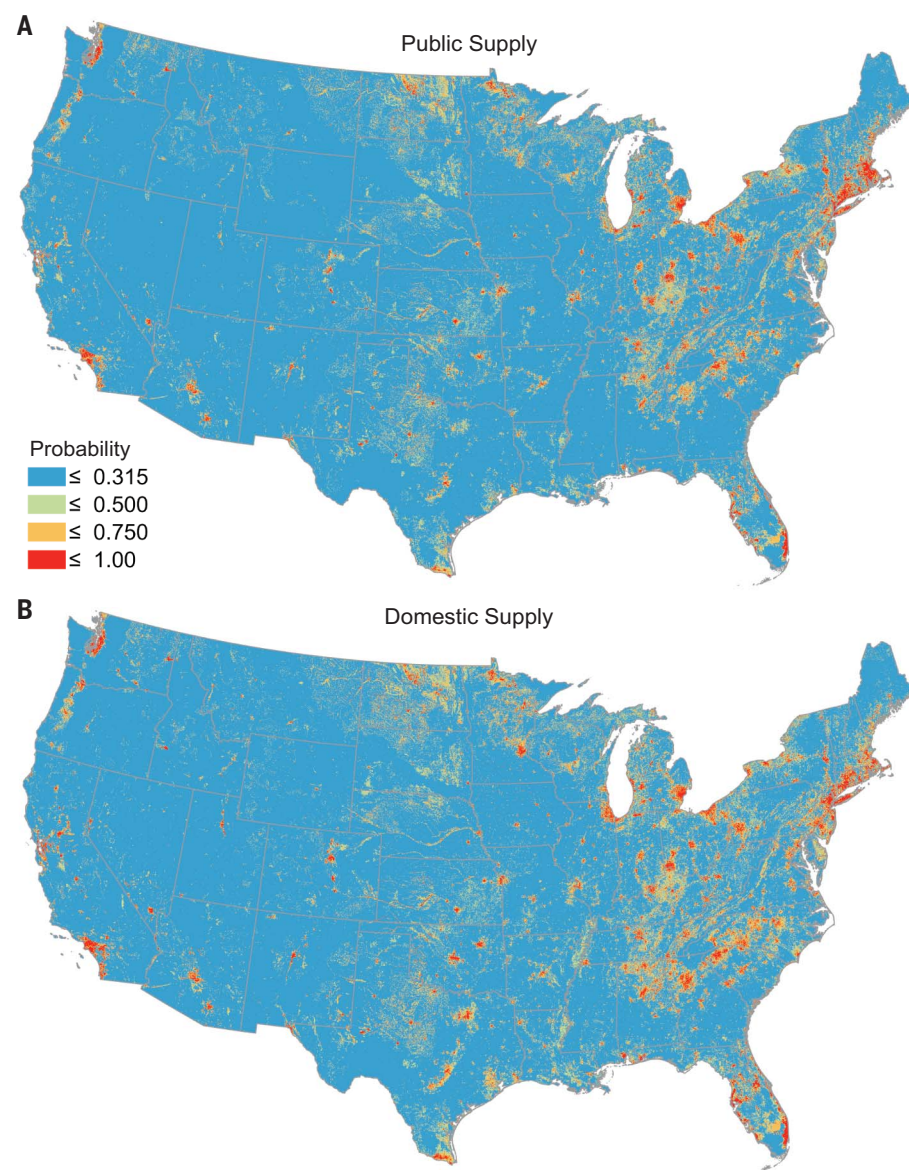 A
Public Supply
Probability
≤ 0.315
≤ 0.500
≤ 0.750
≤ 1.00
B
Domestic Supply